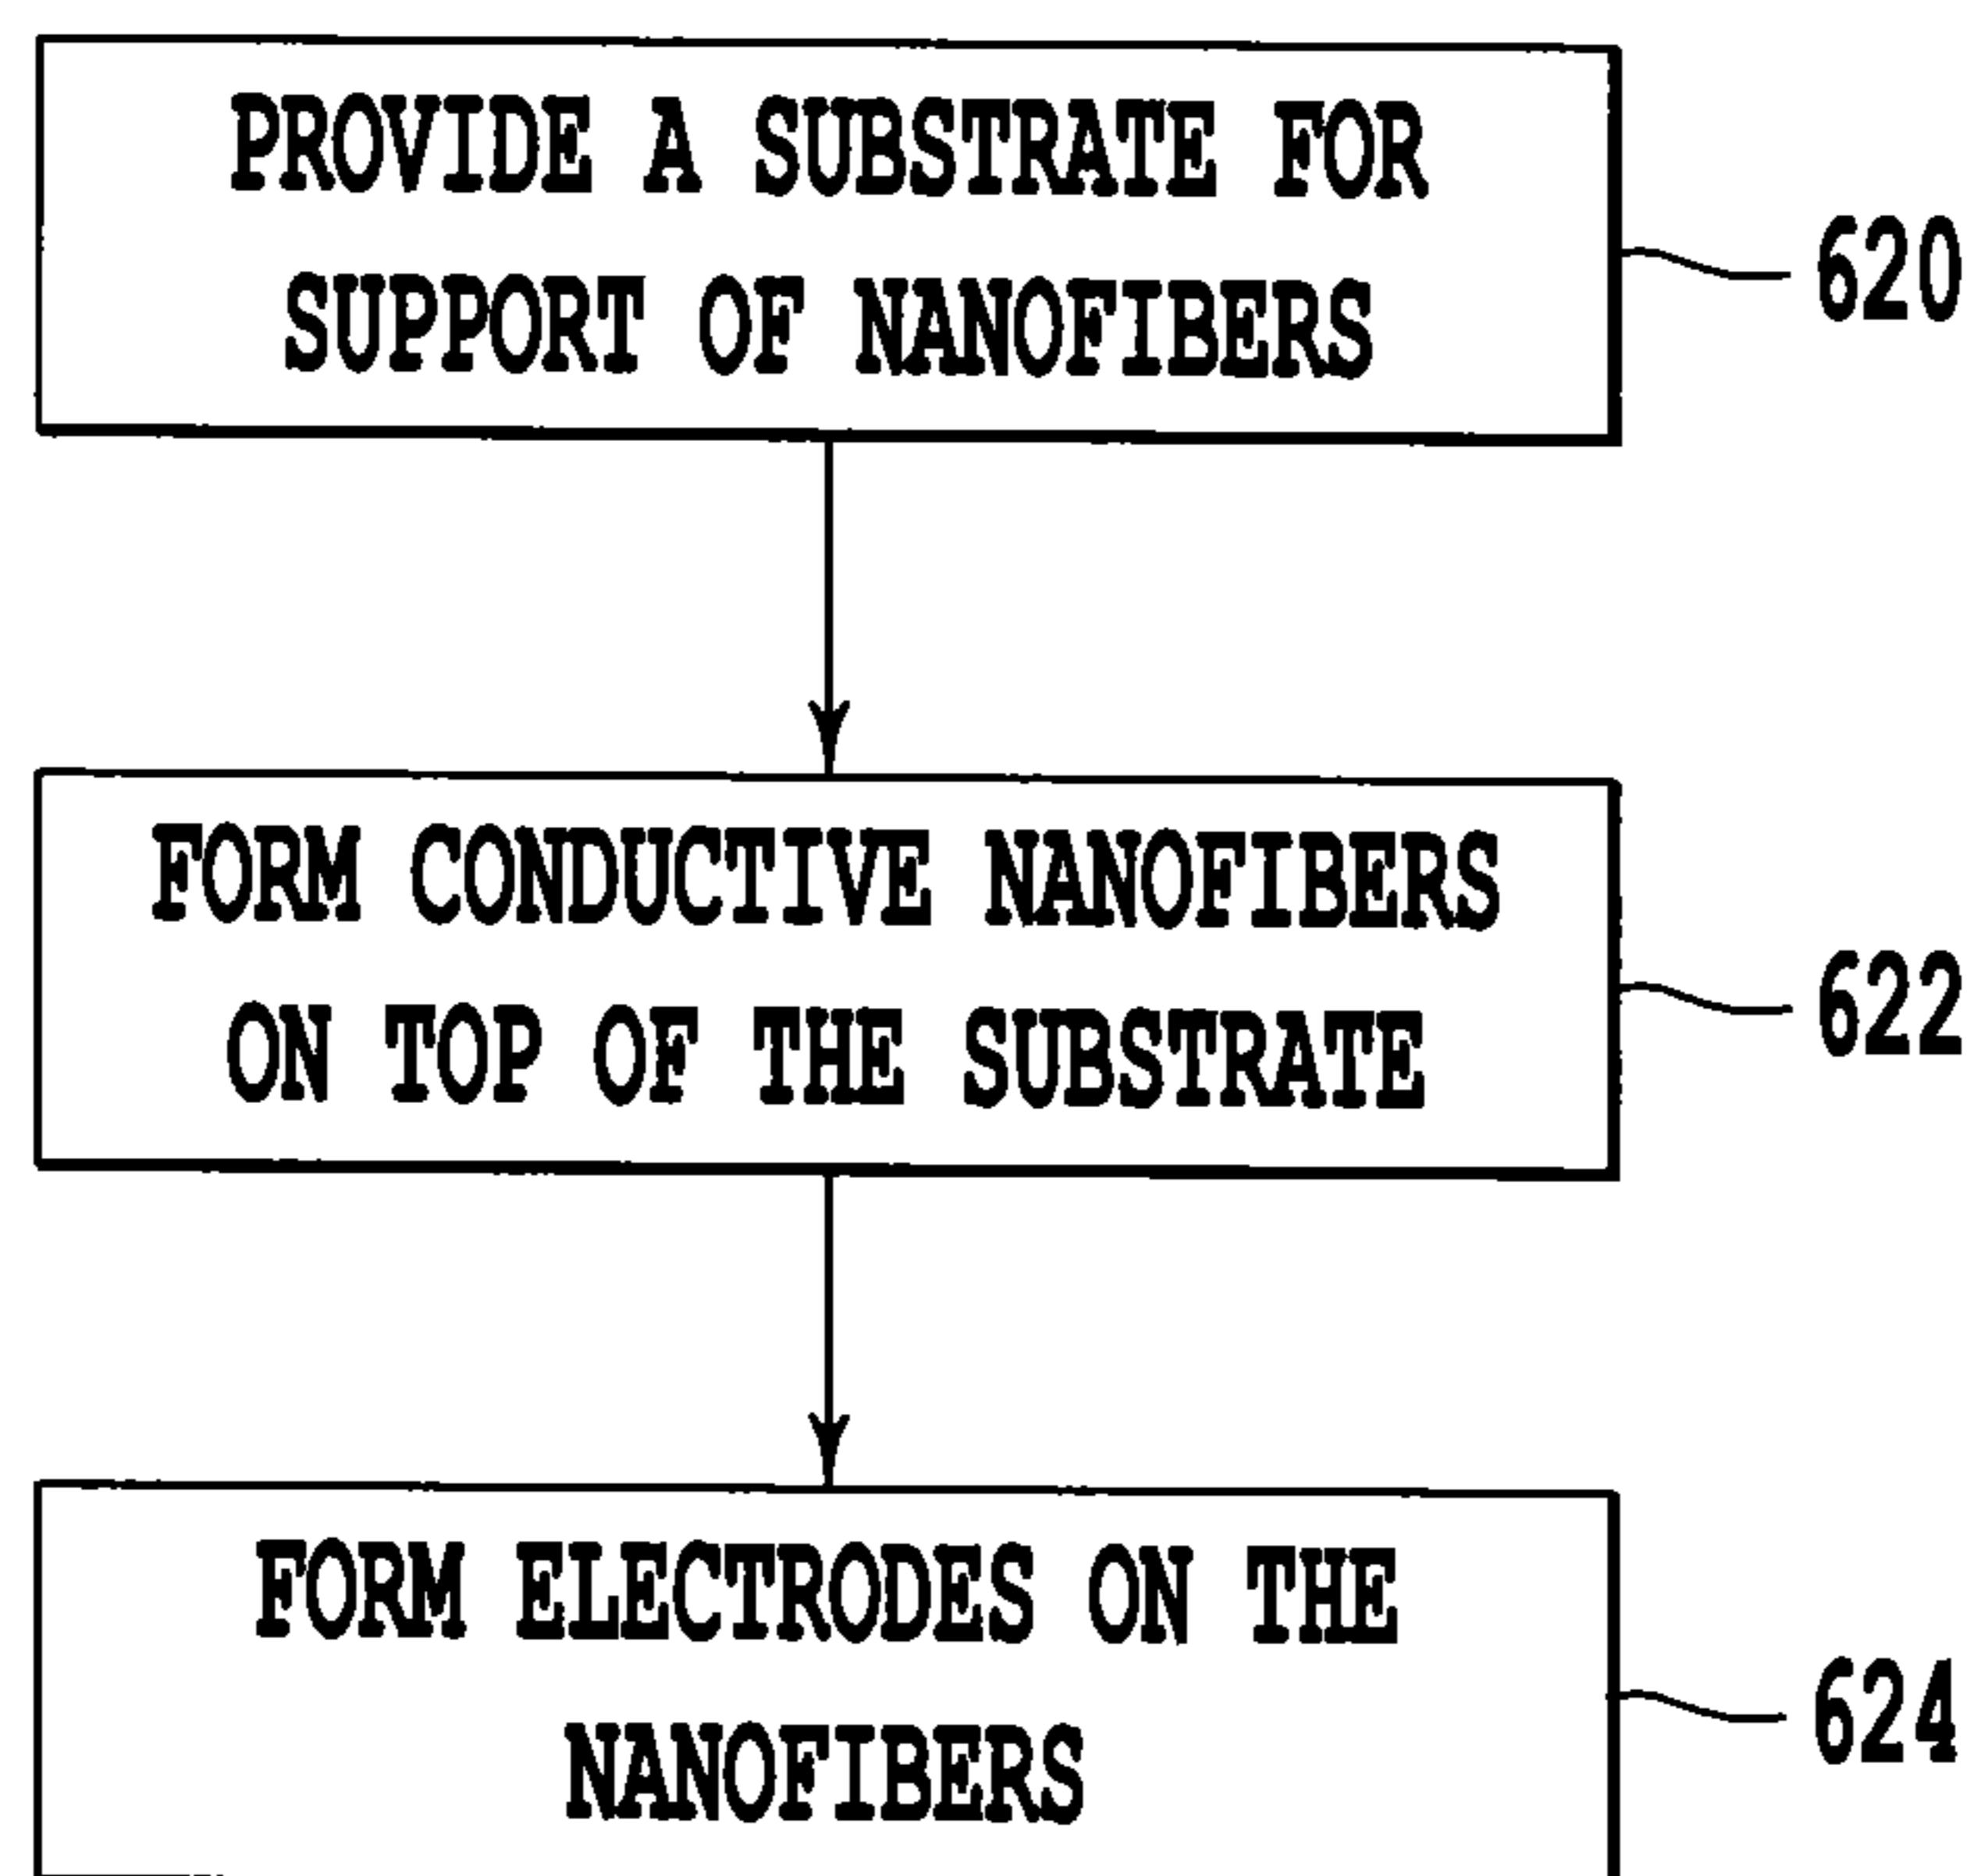 PROVIDE A SUBSTRATE FOR
SUPPORT OF NANOFIBERS
620
FORM CONDUCTIVE NANOFIBERS
ON TOP OF THE SUBSTRATE
622
FORM ELECTRODES ON THE
NANOFIBERS
624